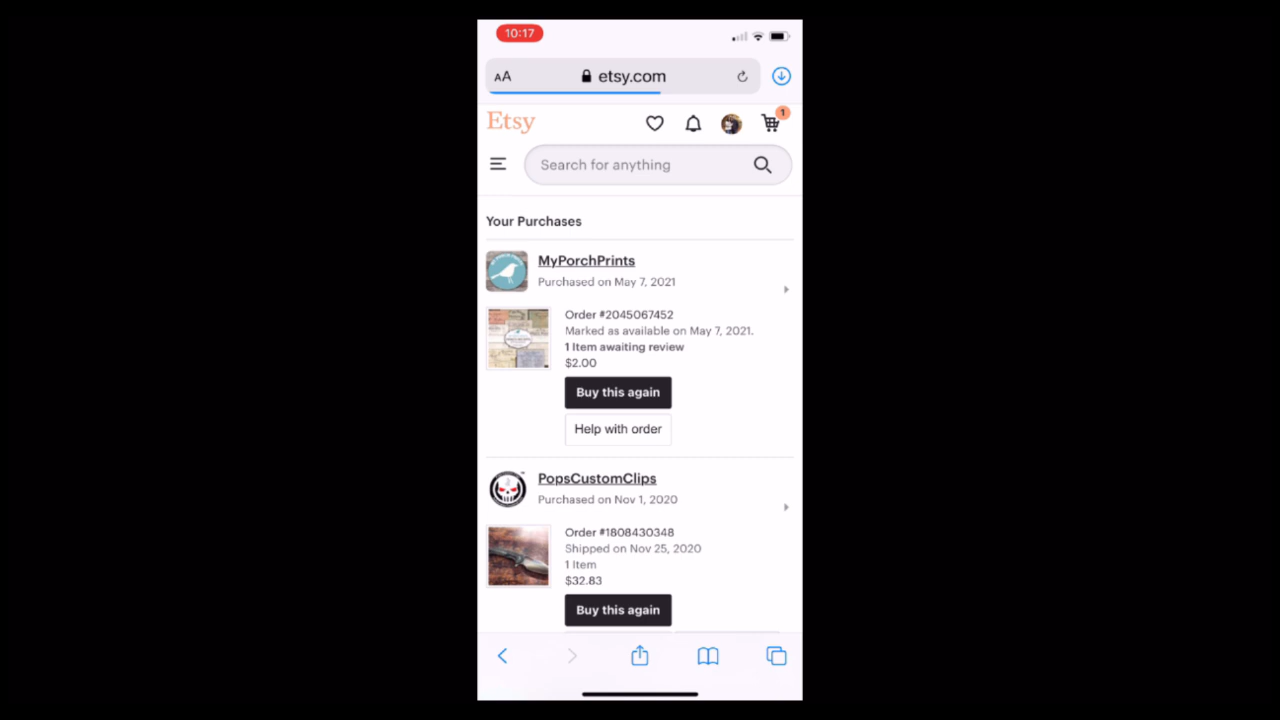 10:17
AA etsy.com
Etsy
1
Search for anything
Your Purchases
MyPorchPrints
Purchased on May 7, 2021
Order #2045067452
Marked as available on May 7, 2021.
1 Item awaiting review
$2.00
Buy this again
Help with order
PopsCustomClips
Purchased on Nov 1, 2020
Order #1808430348
Shipped on Nov 25, 2020
1 Item
$32.83
Buy this again